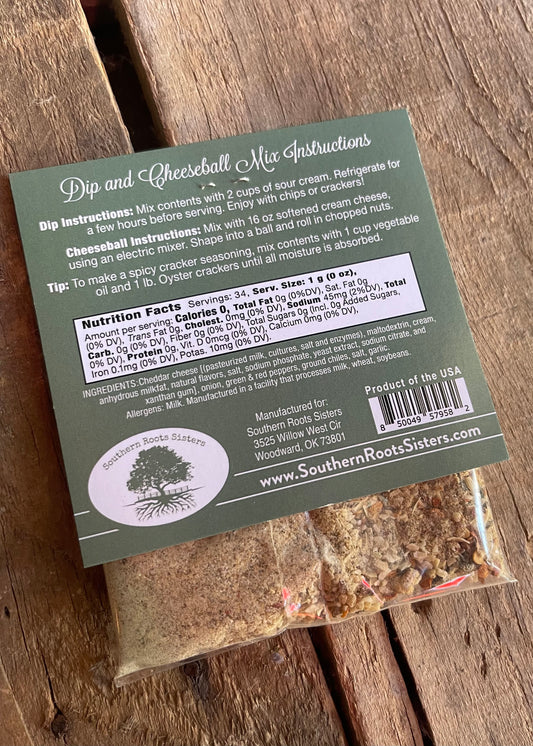 Dip and Cheeseball Mix Instructions
Dip Instructions: Mix contents with 2 cups of sour cream. Refrigerate for
a few hours before serving. Enjoy with chips or crackers!
Cheeseball Instructions: Mix with 16 oz softened cream cheese,
using an electric mixer. Shape into a ball and roll in chopped nuts.
Tip: To make a spicy cracker seasoning, mix contents with 1 cup vegetable
oil and 1 lb. Oyster crackers until all moisture is absorbed.
Nutrition Facts Servings: 34, Serv. Size: 1 g (0 oz),
Amount per serving: Calories 0, Total Fat 0g (0%DV), Sat. Fat 0g
(0% DV), Trans Fat 0g, Cholest. 0mg (0% DV), Sodium 45mg (2%DV), Total
Carb. 0g (0% DV), Fiber 0g (0% DV), Total Sugars 0g (Incl. 0g Added Sugars,
0% DV), Protein 0g, Vit. D 0mcg (0% DV), Calcium 0mg (0% DV),
Iron 0.1mg (0% DV), Potas. 10mg (0% DV).
INGREDIENTS:Cheddar cheese ((pasteurized milk, cultures, salt and enzymes), maltodextrin, cream,
anhydrous milkfat, natural flavors, salt, sodium phosphate, yeast extract, sodium citrate, and
xanthan gum), onion, green & red peppers, ground chiles, salt, garlic.
Allergens: Milk. Manufactured in a facility that processes milk, wheat, soybeans.
Product of the USA
8 50049 57958 2
Manufactured for:
Southern Roots Sisters
3525 Willow West Cir
Woodward, OK 73801
www.SouthernRootsSisters.com
Southern Roots Sisters